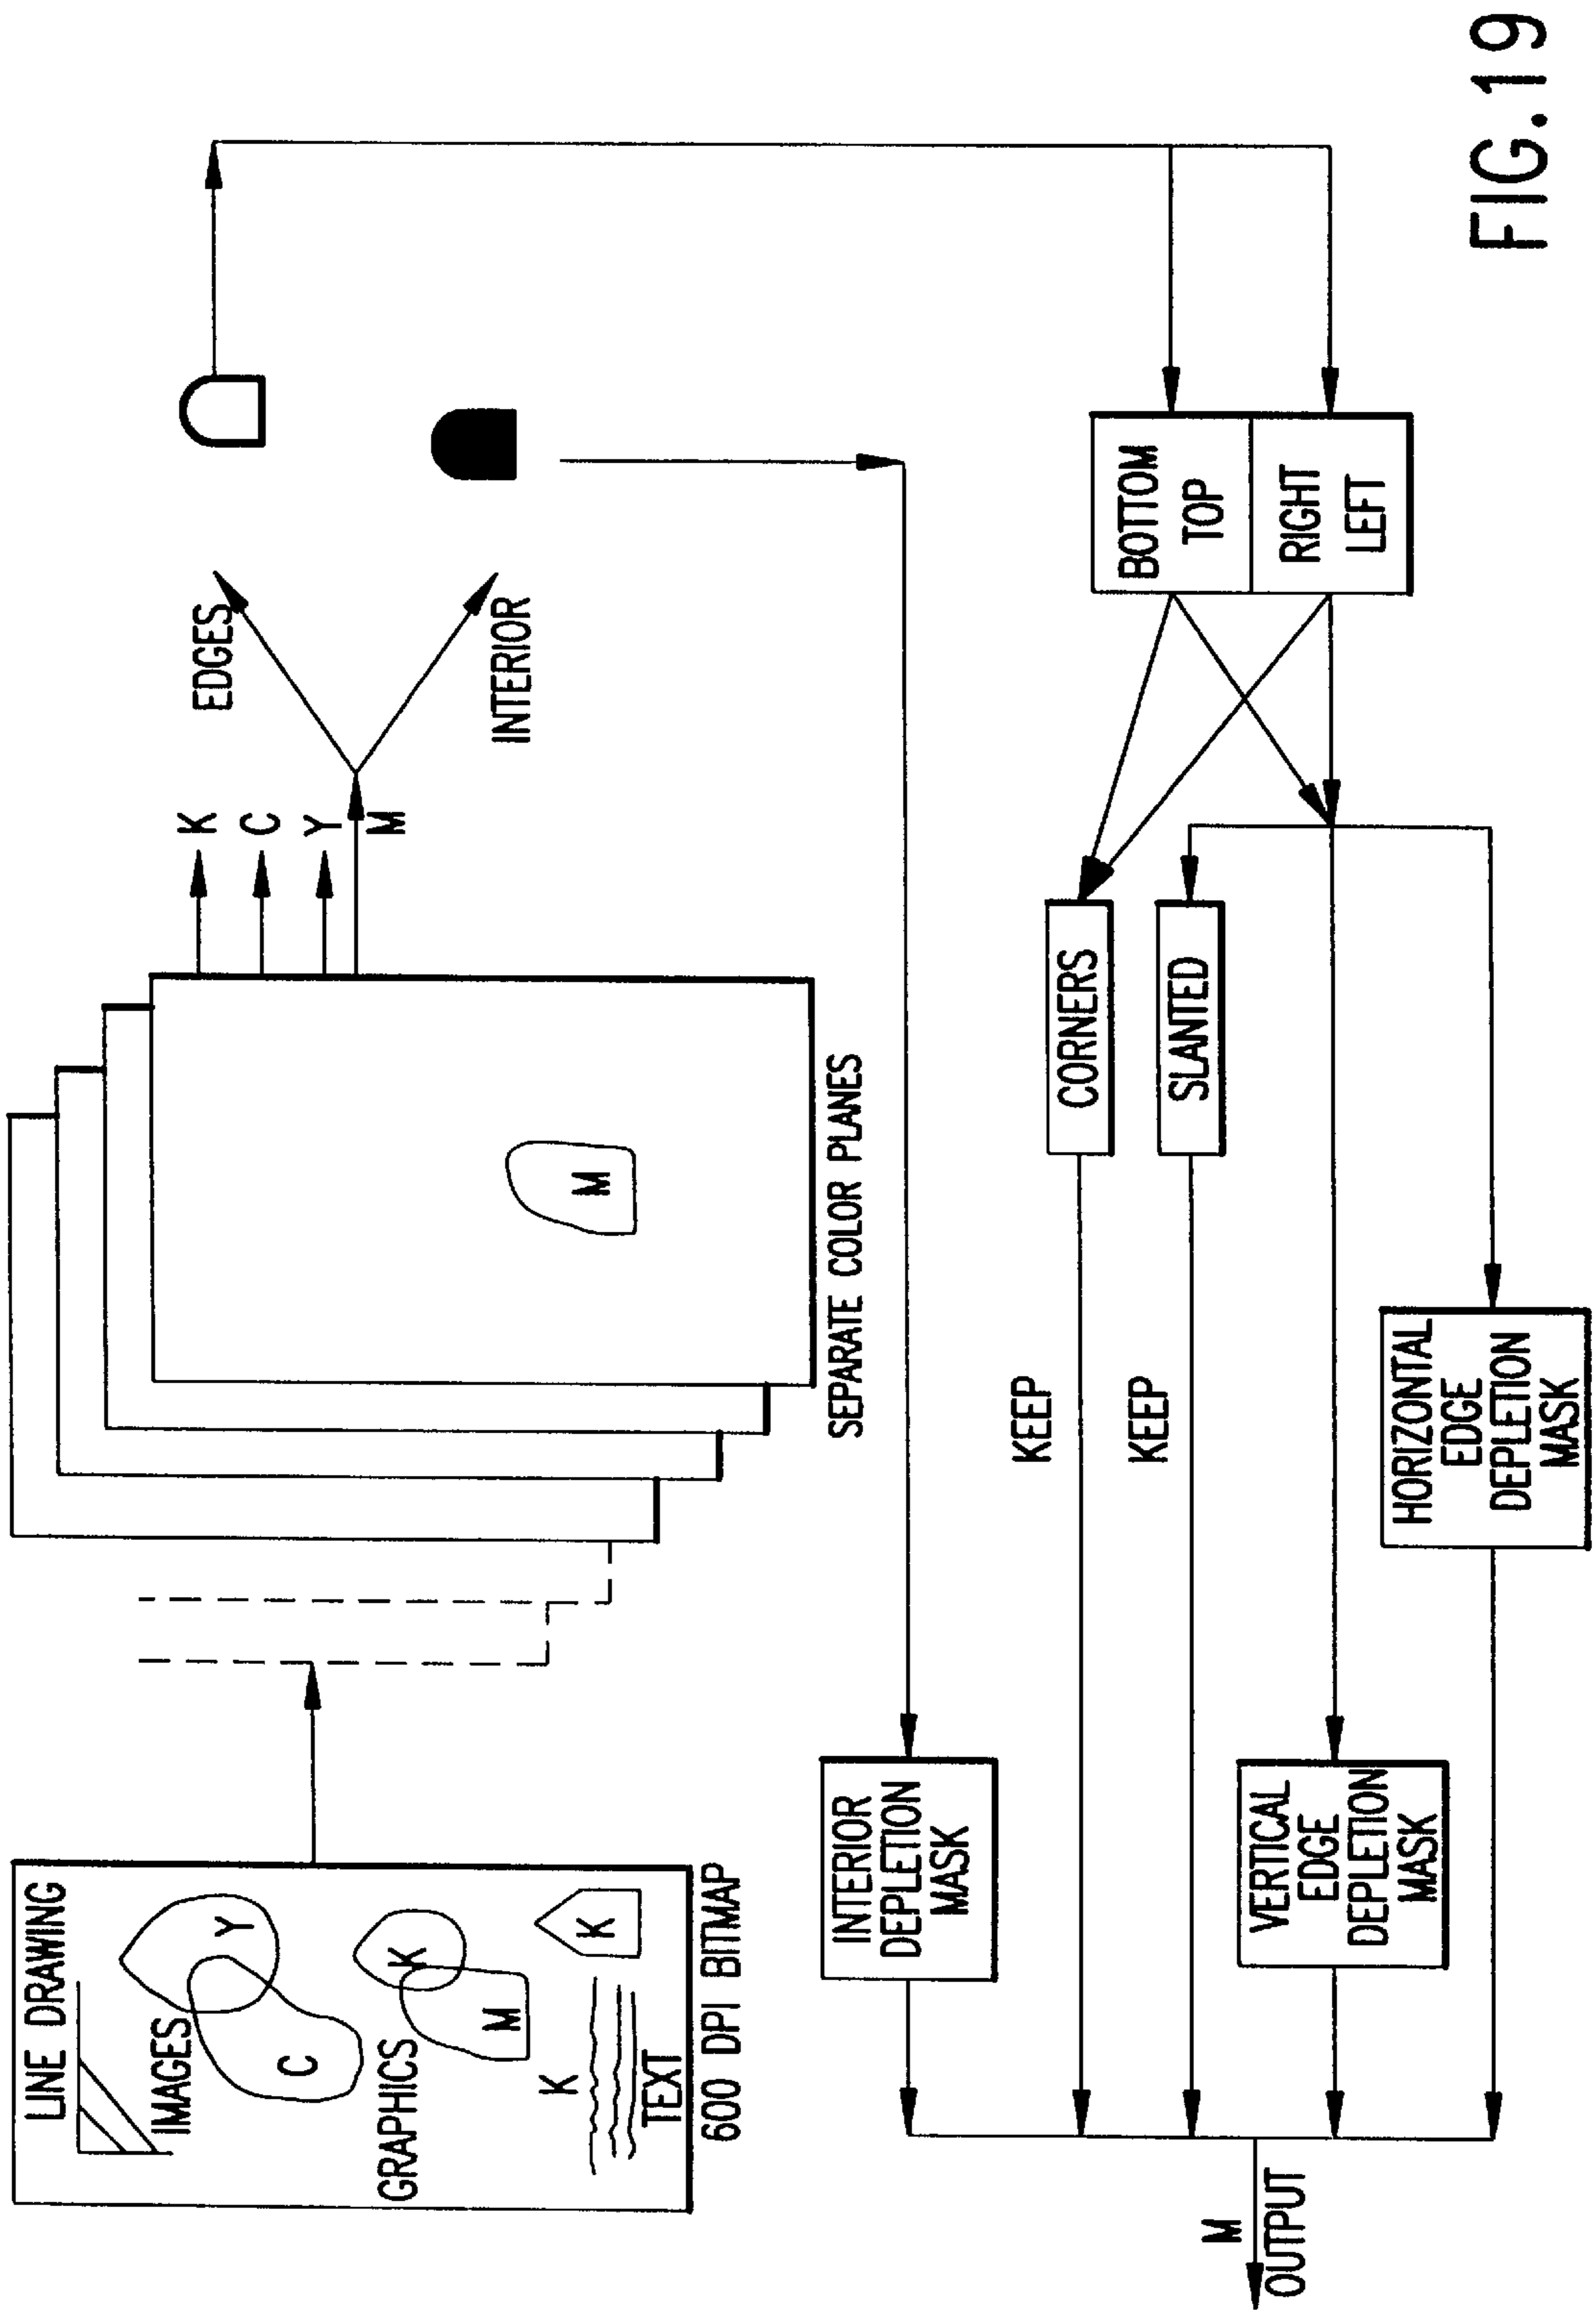 LINE DRAWING
IMAGES
Y
C
GRAPHICS
K
M
K
K
TEXT
600 DPI BITMAP
M
SEPARATE COLOR PLANES
K
C
Y
M
EDGES
INTERIOR
INTERIOR
DEPLETION
MASK
KEEP
CORNERS
KEEP
SLANTED
BOTTOM
TOP
RIGHT
LEFT
VERTICAL
EDGE
DEPLETION
MASK
HORIZONTAL
EDGE
DEPLETION
MASK
M
OUTPUT
FIG.19